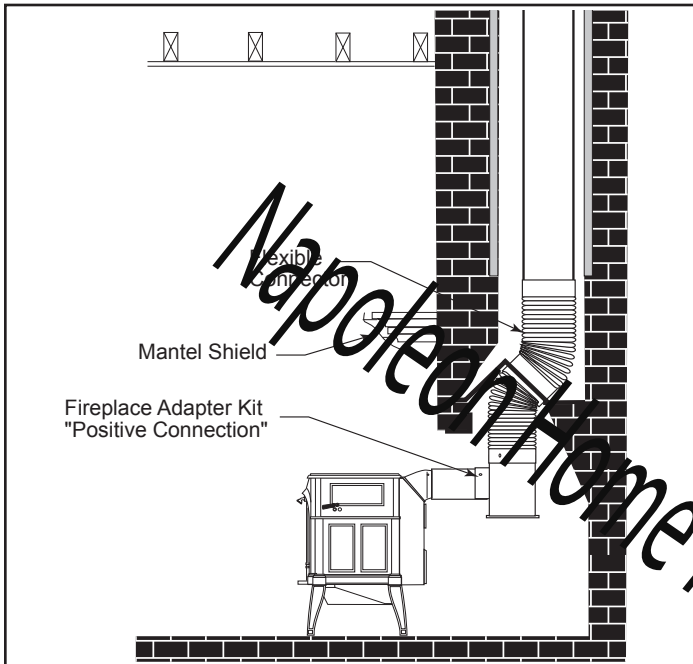 Flexible
Connector
Mantel Shield
Fireplace Adapter Kit
"Positive Connection"
Napoleon Home